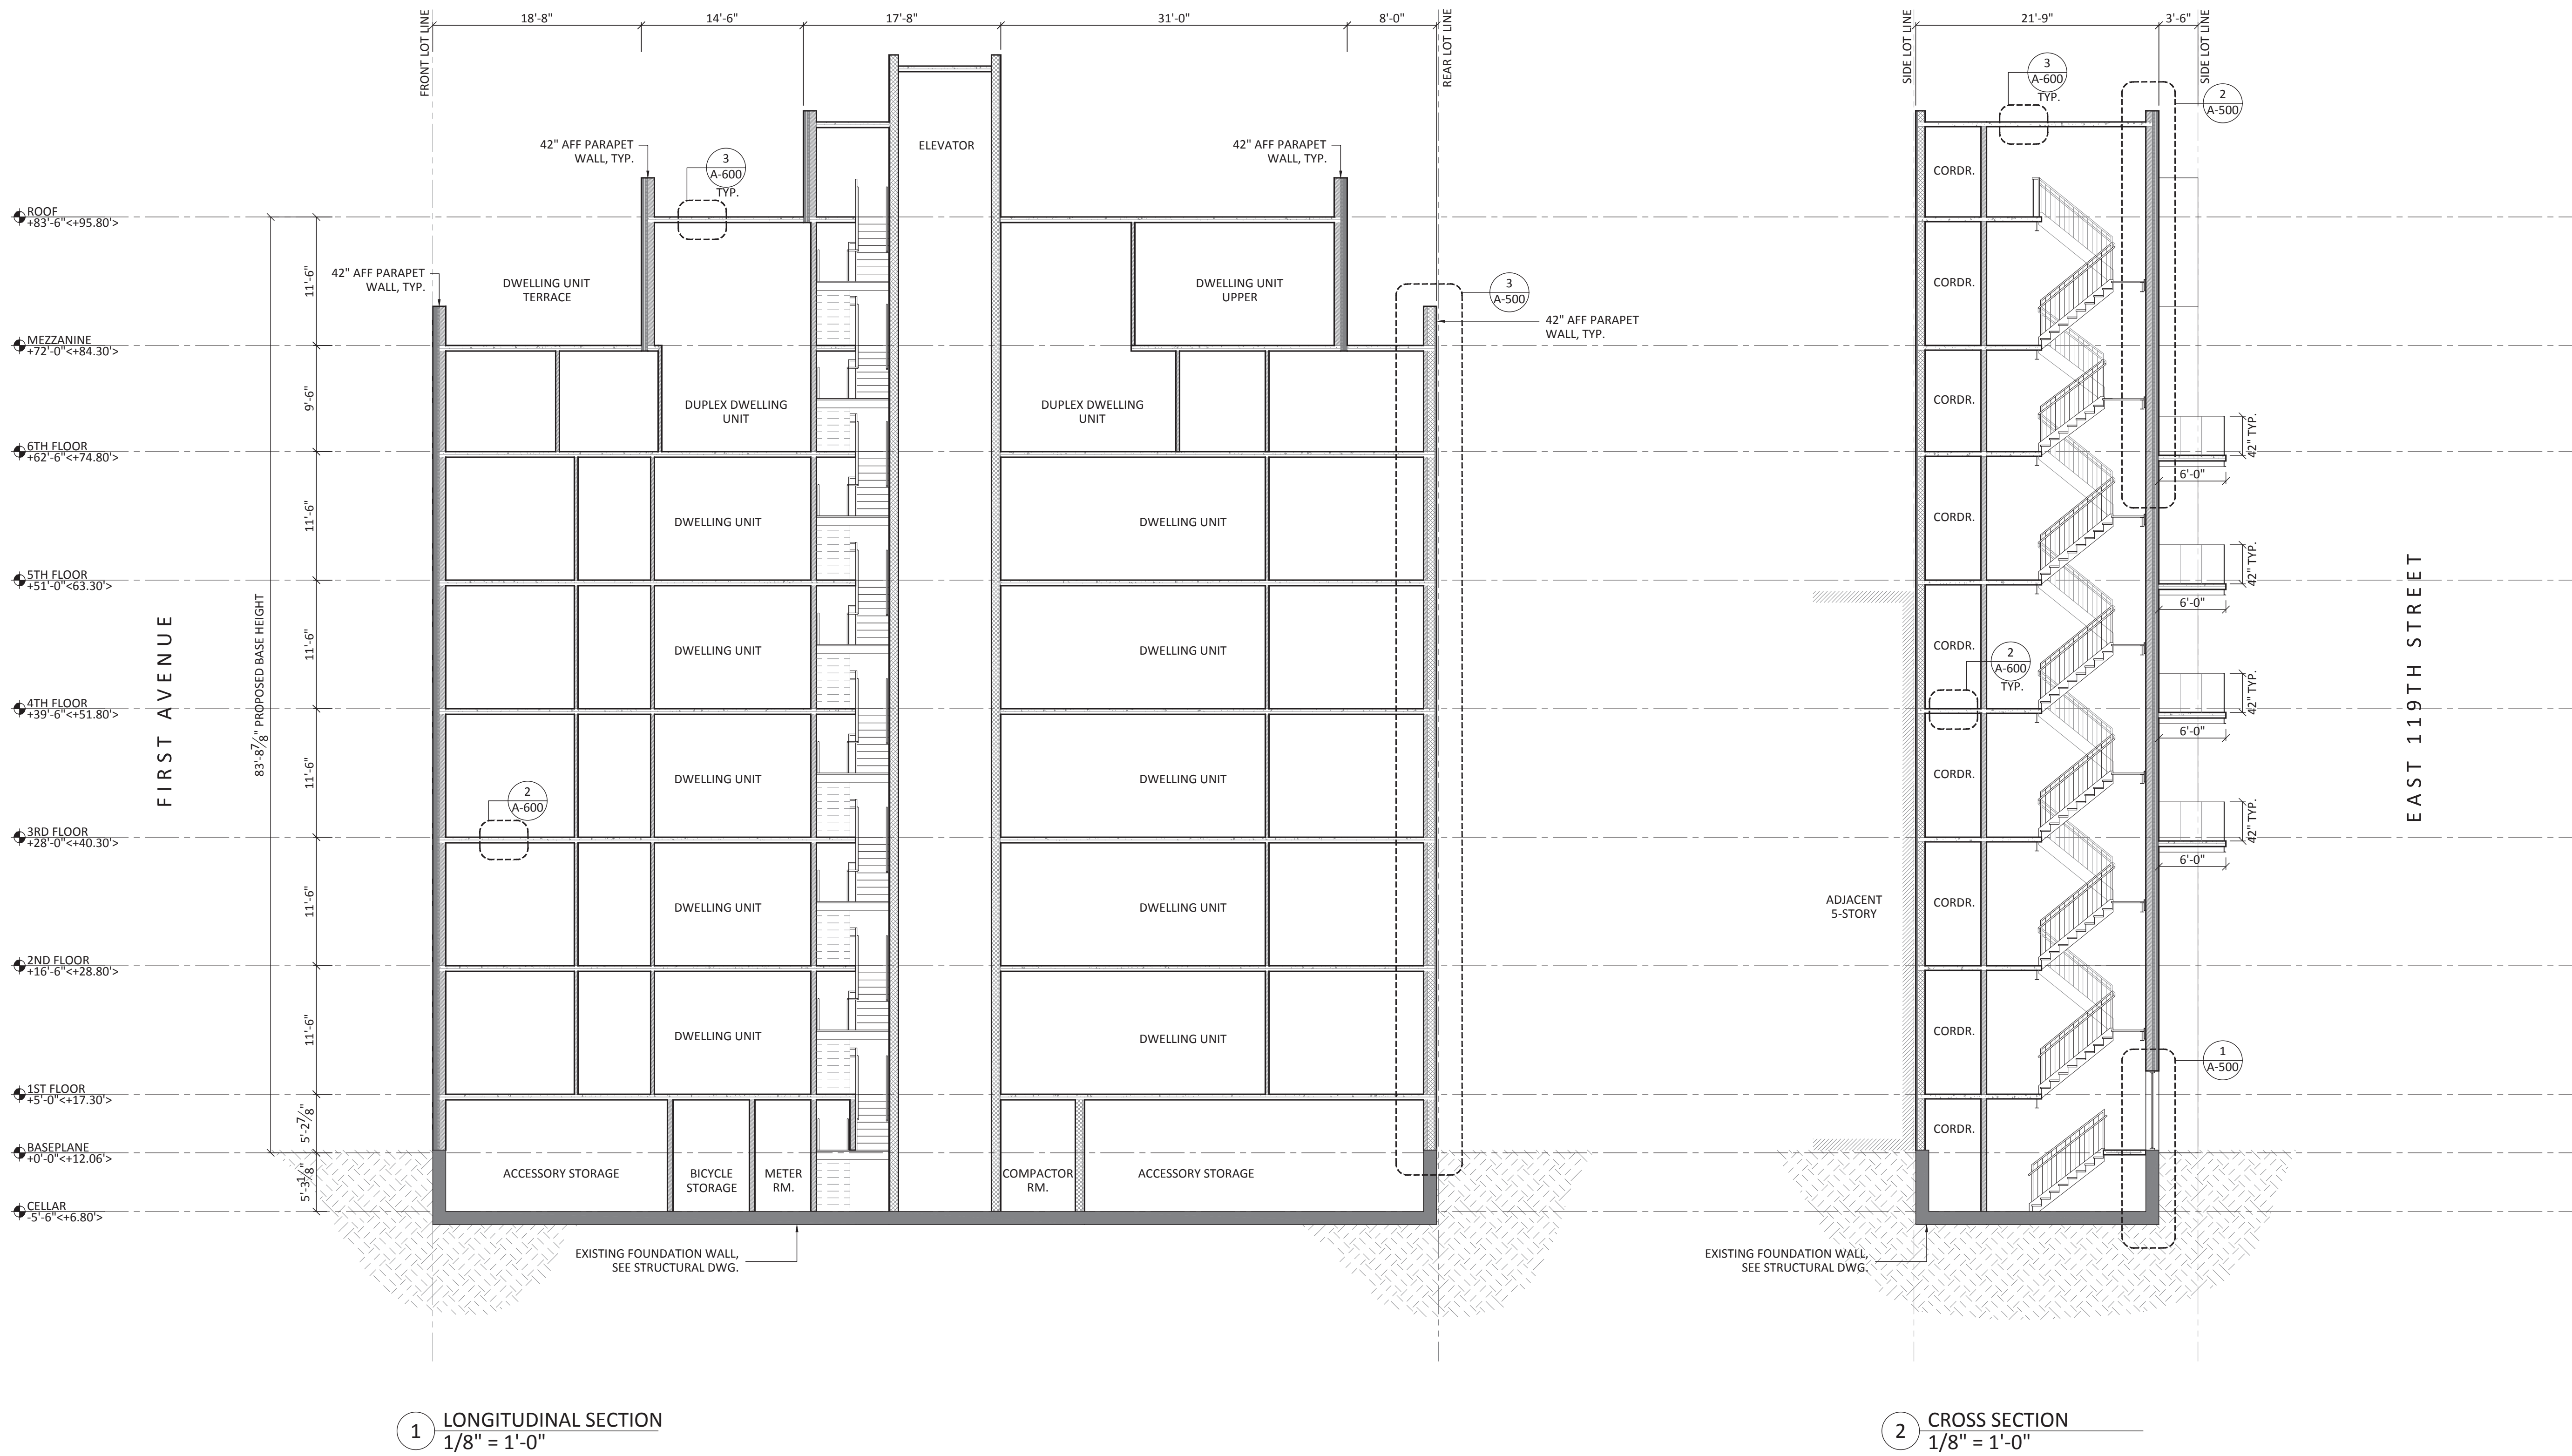 FRONT LOT LINE
18'-8"
14'-6"
17'-8"
31'-0"
8'-0"
REAR LOT LINE
42" AFF PARAPET
WALL, TYP.
3
A-600
TYP.
ELEVATOR
42" AFF PARAPET
WALL, TYP.
ROOF
+83'-6"<+95.80'>
42" AFF PARAPET
WALL, TYP.
11'-6"
DWELLING UNIT
TERRACE
DWELLING UNIT
UPPER
3
A-500
42" AFF PARAPET
WALL, TYP.
MEZZANINE
+72'-0"<+84.30'>
9'-6"
DUPLEX DWELLING
UNIT
DUPLEX DWELLING
UNIT
6TH FLOOR
+62'-6"<+74.80'>
11'-6"
DWELLING UNIT
DWELLING UNIT
5TH FLOOR
+51'-0"<63.30'>
FIRST AVENUE
83'-8⅞" PROPOSED BASE HEIGHT
11'-6"
DWELLING UNIT
DWELLING UNIT
4TH FLOOR
+39'-6"<+51.80'>
11'-6"
DWELLING UNIT
DWELLING UNIT
2
A-600
3RD FLOOR
+28'-0"<+40.30'>
11'-6"
DWELLING UNIT
DWELLING UNIT
2ND FLOOR
+16'-6"<+28.80'>
11'-6"
DWELLING UNIT
DWELLING UNIT
1ST FLOOR
+5'-0"<+17.30'>
5'-2⅞"
BASEPLANE
+0'-0"<+12.06'>
5'-3⅛"
ACCESSORY STORAGE
BICYCLE
STORAGE
METER
RM.
COMPACTOR
RM.
ACCESSORY STORAGE
CELLAR
-5'-6"<+6.80'>
EXISTING FOUNDATION WALL,
SEE STRUCTURAL DWG.
1
LONGITUDINAL SECTION
1/8" = 1'-0"
SIDE LOT LINE
21'-9"
3'-6"
SIDE LOT LINE
3
A-600
TYP.
2
A-500
CORDR.
CORDR.
CORDR.
42" TYP.
6'-0"
CORDR.
42" TYP.
6'-0"
CORDR.
2
A-600
TYP.
42" TYP.
6'-0"
CORDR.
42" TYP.
6'-0"
EAST 119TH STREET
ADJACENT
5-STORY
CORDR.
CORDR.
1
A-500
CORDR.
EXISTING FOUNDATION WALL,
SEE STRUCTURAL DWG.
2
CROSS SECTION
1/8" = 1'-0"